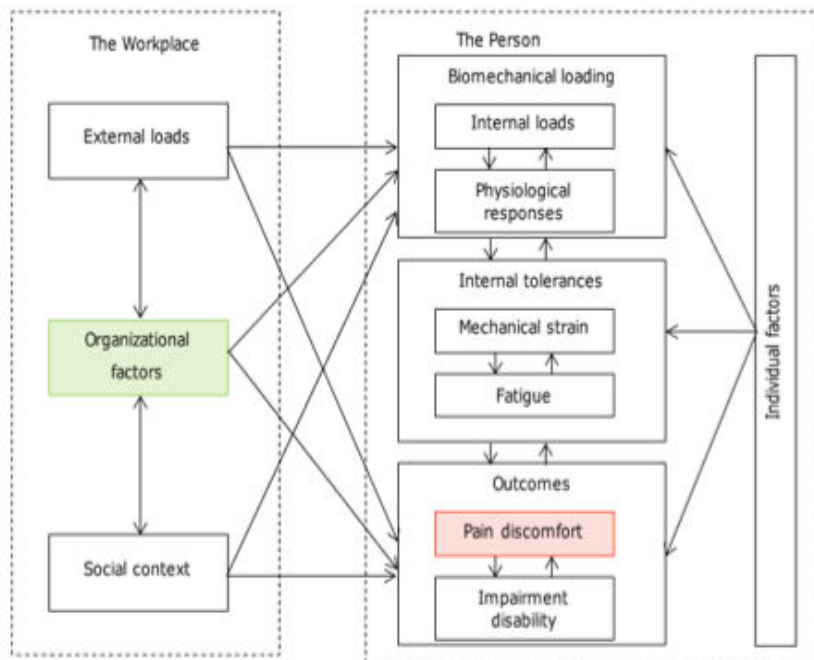 The Workplace
External loads
Organizational
factors
Social context
The Person
Biomechanical loading
Internal loads
Physiological
responses
Internal tolerances
Mechanical strain
Fatigue
Outcomes
Pain discomfort
Impairment
disability
Individual factors